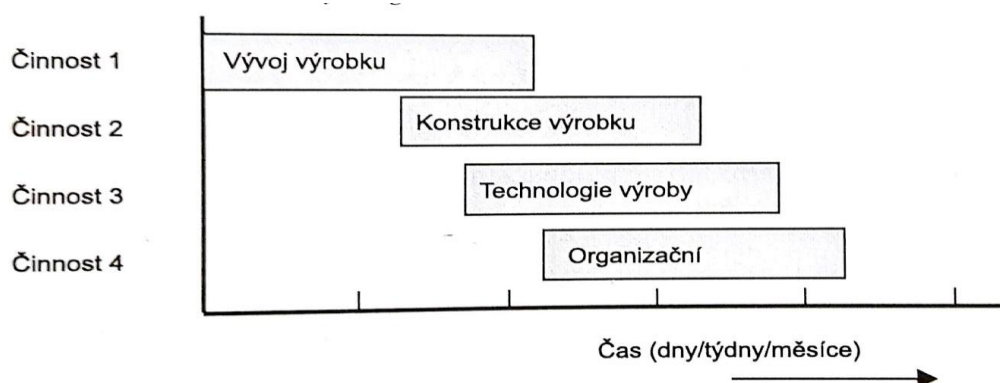 Činnost 1
Vývoj výrobku
Činnost 2
Konstrukce výrobku
Činnost 3
Technologie výroby
Činnost 4
Organizační
Čas (dny/týdny/měsíce)